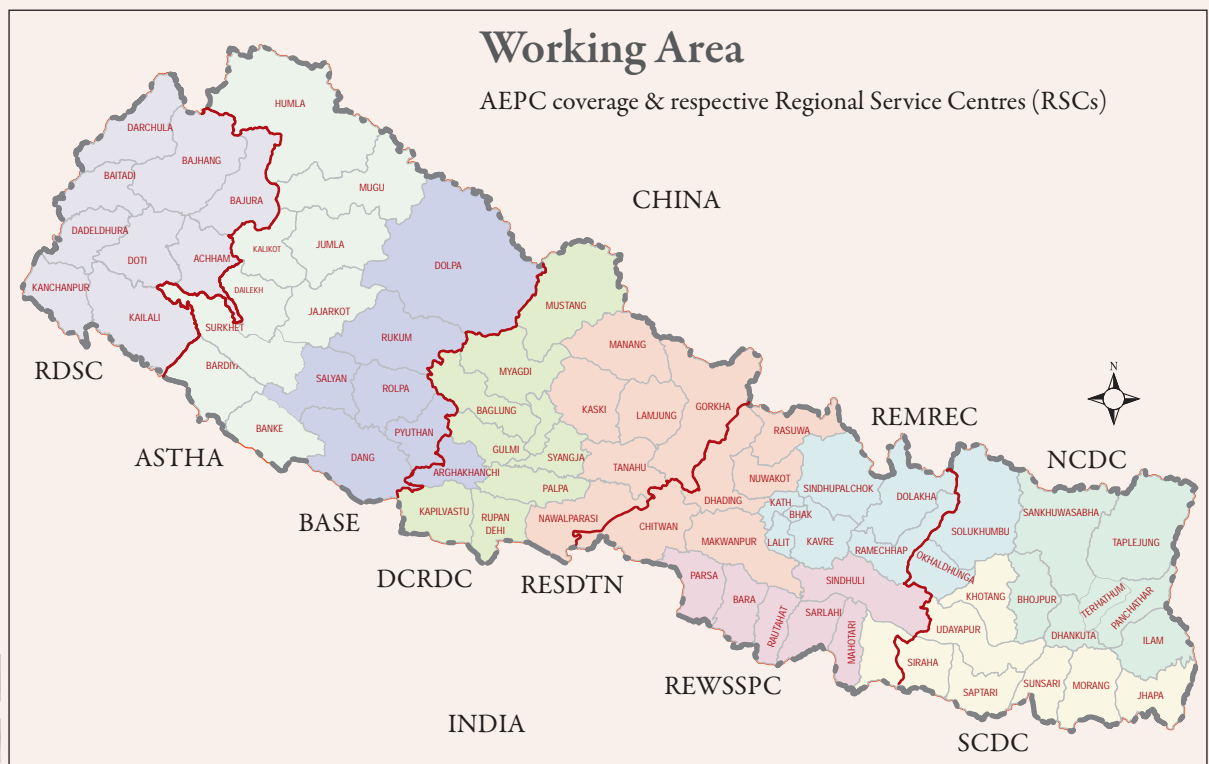 Working Area
AEPC coverage & respective Regional Service Centres (RSCs)
HUMLA
DARCHULA
BAJHANG
BAITADI
MUGU
BAJURA
CHINA
DADELDHURA
JUMLA
KALIKOT
DOTI
ACHHAM
DOLPA
KANCHANPUR
DAILEKH
KAILALI
JAJARKOT
MUSTANG
SURKHET
RUKUM
MANANG
RDSC
BARDIYA
MYAGDI
N
SALYAN
ROLPA
BAGLUNG
KASKI
LAMJUNG
GORKHA
REMREC
BANKE
PYUTHAN
RASUWA
ASTHA
DANG
GULMI
SYANGJA
NCDC
ARGHAKHANCHI
TANAHU
NUWAKOT
SINDHUPALCHOK
PALPA
DHADING
KATH
DOLAKHA
BASE
KAPILVASTU
RUPAN
DEHI
NAWALPARASI
CHITWAN
BHAK
SANKHUWASABHA
SOLUKHUMBU
TAPLEJUNG
MAKWANPUR
LALIT
KAVRE
RAMECHHAP
OKHALDHUNGA
DCRDC
RESDTN
PARSA
SINDHULI
KHOTANG
BHOJPUR
TERHATHUM
PANCHATHAR
BARA
RAUTAHAT
SARLAHI
MAHOTARI
UDAYAPUR
DHANKUTA
ILAM
REWSSPC
SIRAHA
SAPTARI
SUNSARI
MORANG
JHAPA
INDIA
SCDC